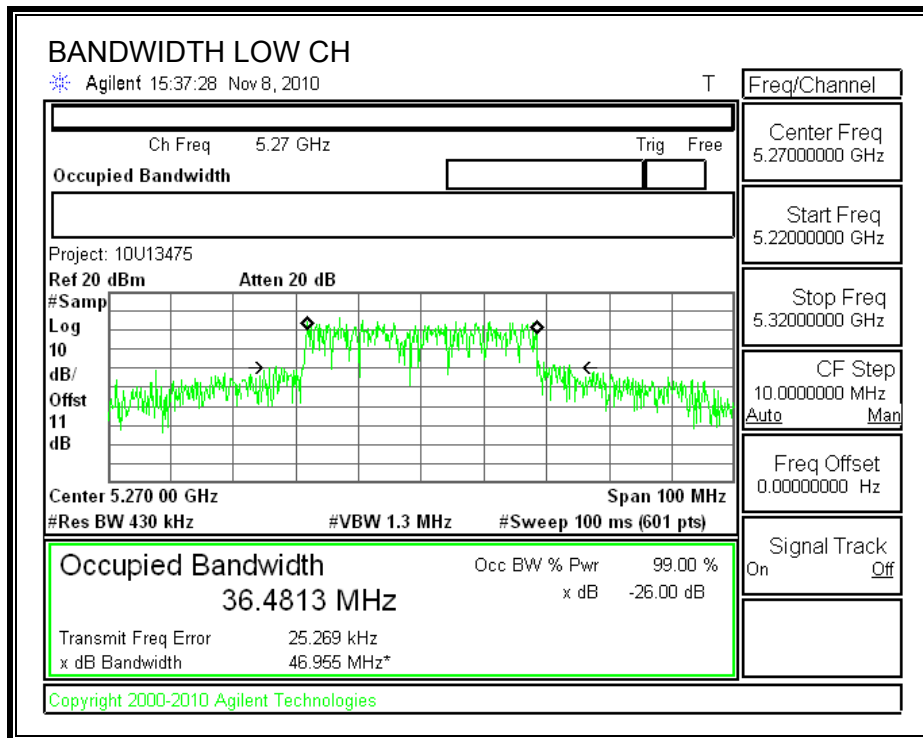 BANDWIDTH LOW CH
Agilent 15:37:28 Nov 8, 2010 T
Freq/Channel
Ch Freq 5.27 GHz Trig Free
Occupied Bandwidth
Center Freq
5.27000000 GHz
Start Freq
5.22000000 GHz
Stop Freq
5.32000000 GHz
CF Step
10.0000000 MHz
Auto Man
Freq Offset
0.00000000 Hz
Signal Track
On Off
Project: 10U13475
Ref 20 dBm Atten 20 dB
#Samp
Log
10
dB/
Offst
11
dB
Center 5.270 00 GHz Span 100 MHz
#Res BW 430 kHz #VBW 1.3 MHz #Sweep 100 ms (601 pts)
Occupied Bandwidth Occ BW % Pwr 99.00 %
36.4813 MHz x dB -26.00 dB
Transmit Freq Error 25.269 kHz
x dB Bandwidth 46.955 MHz*
Copyright 2000-2010 Agilent Technologies